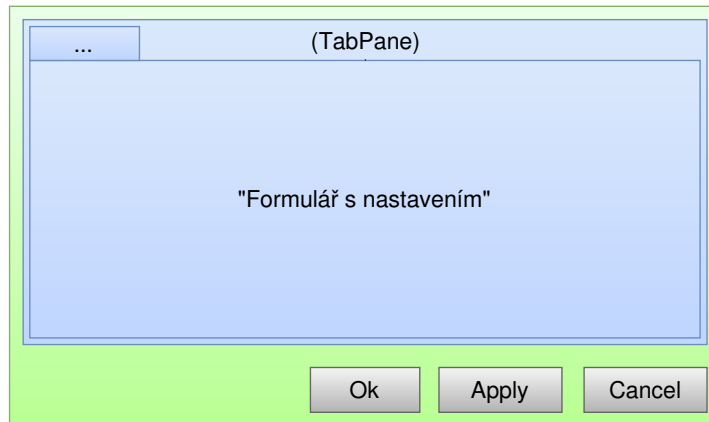 ...
(TabPane)
"Formulář s nastavením"
Ok
Apply
Cancel